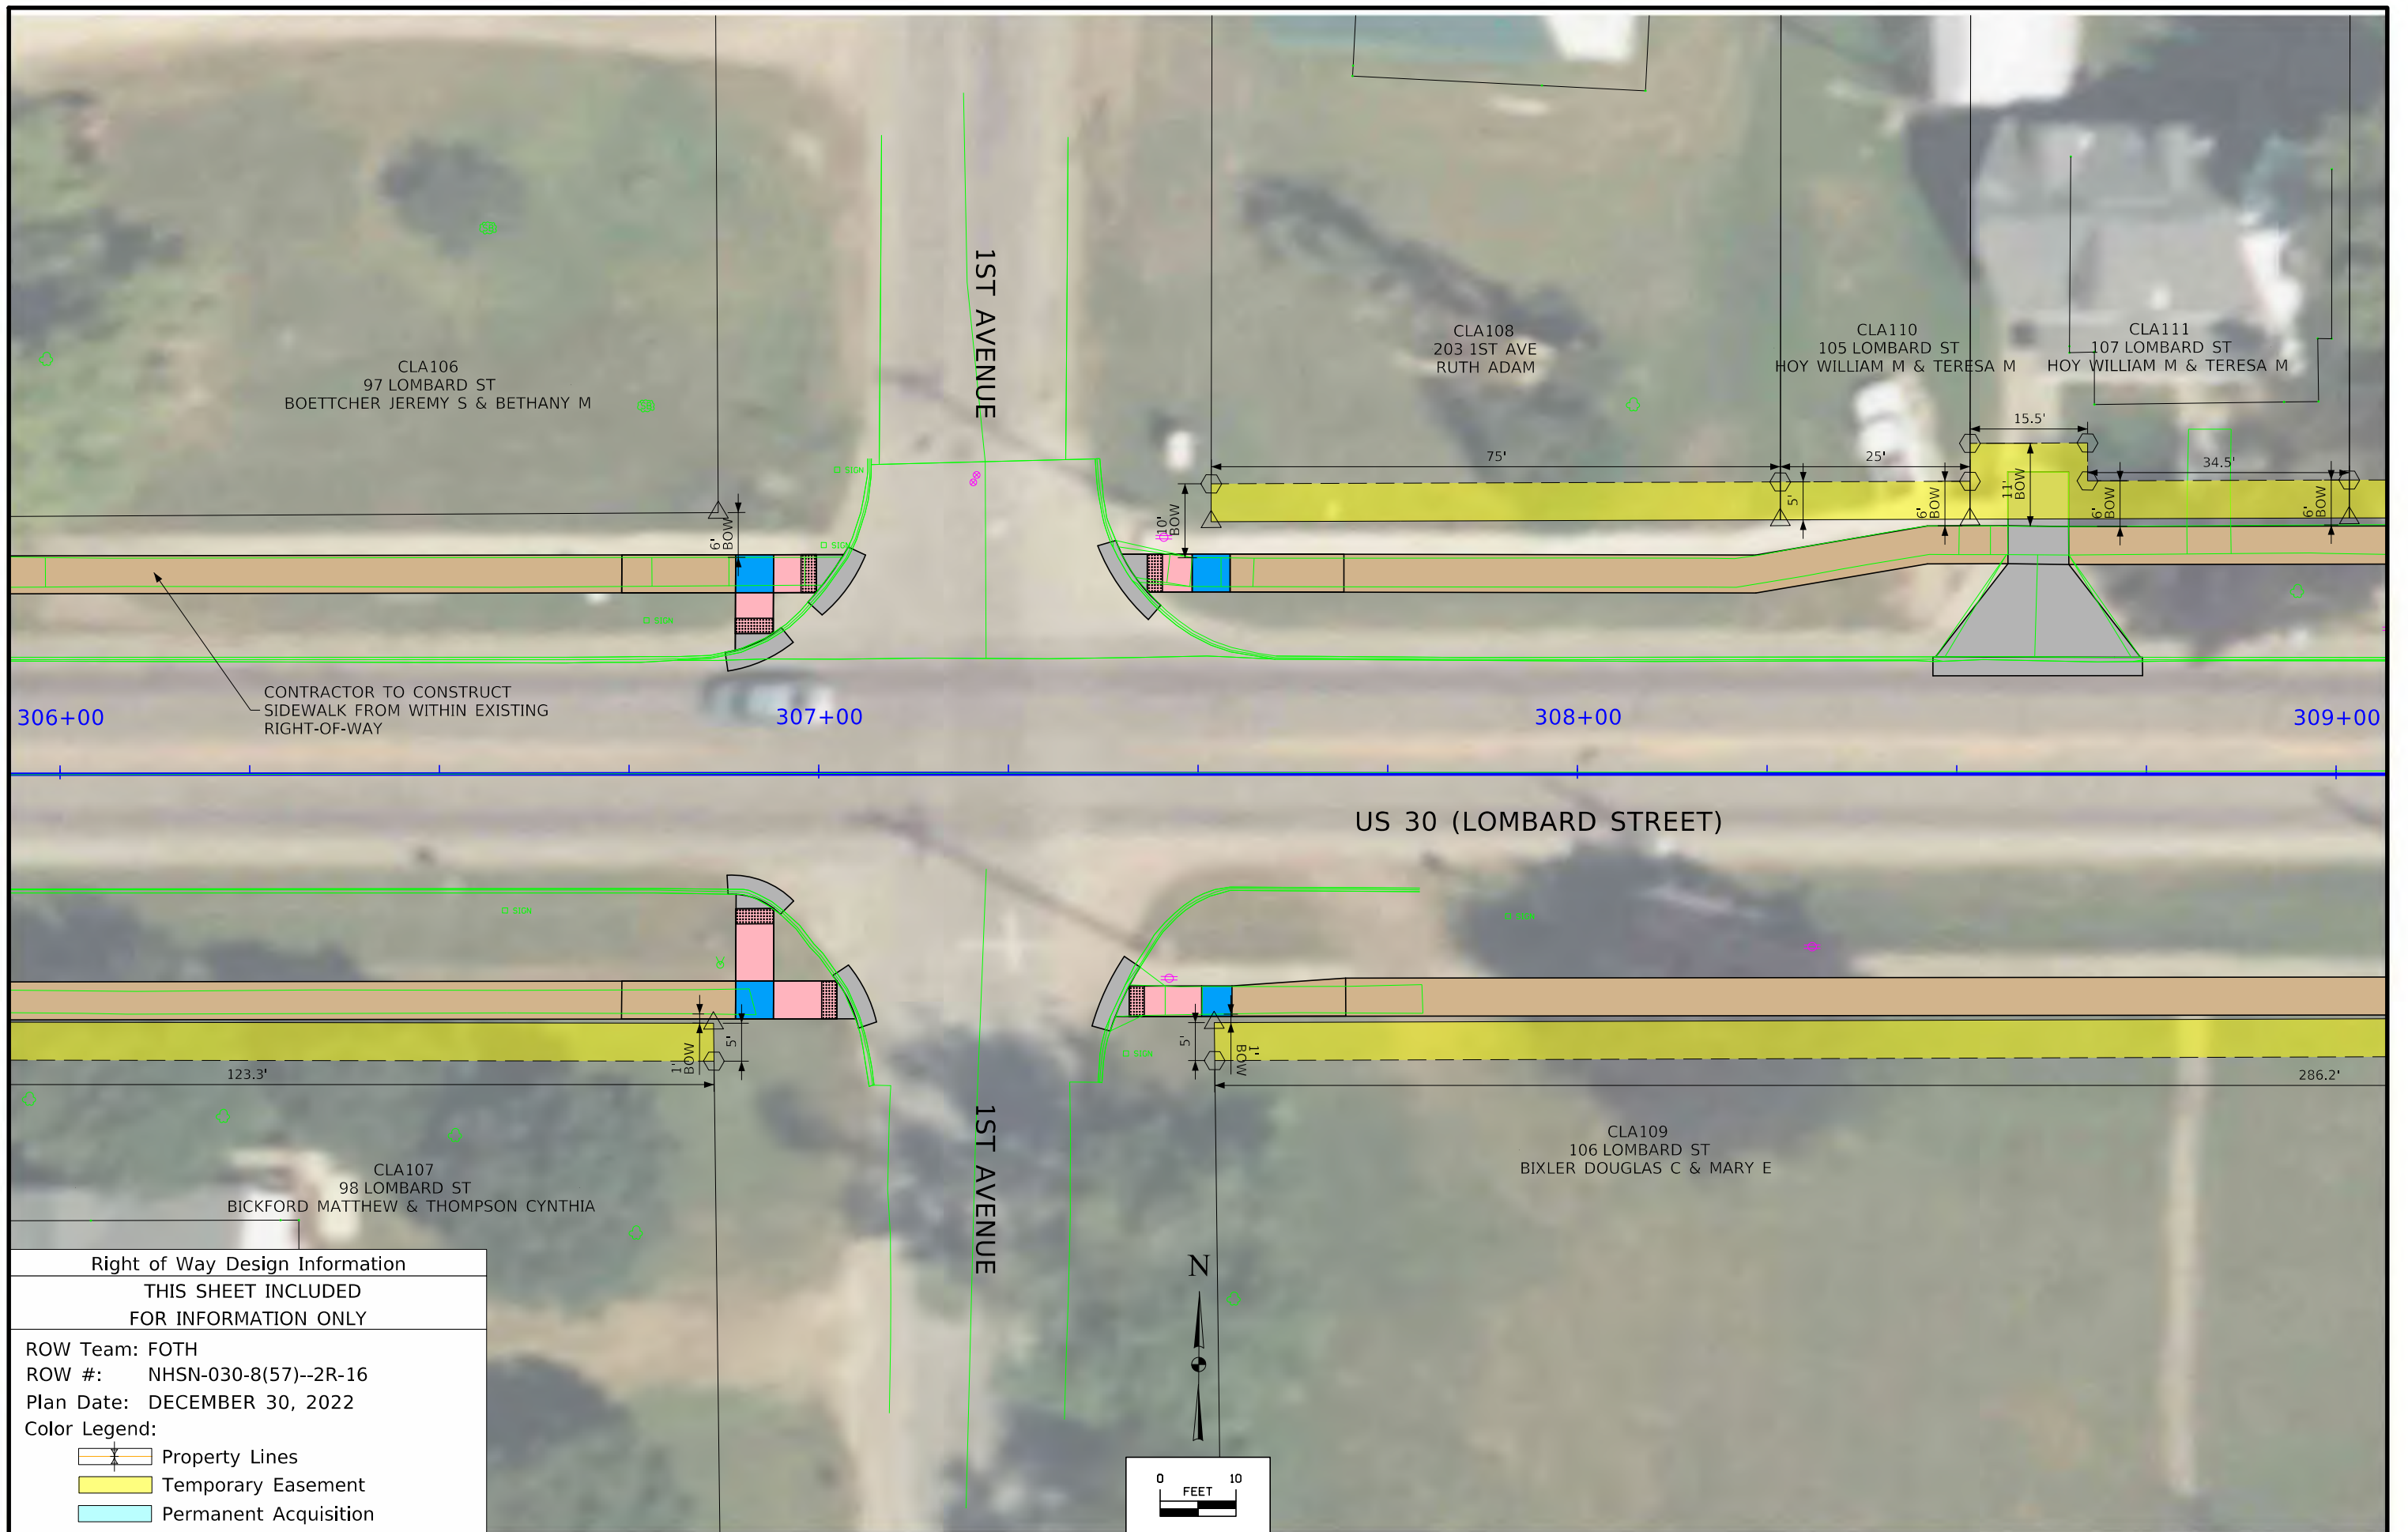 1ST AVENUE
CLA106
97 LOMBARD ST
BOETTCHER JEREMY S & BETHANY M
CLA108
203 1ST AVE
RUTH ADAM
CLA110
105 LOMBARD ST
HOY WILLIAM M & TERESA M
CLA111
107 LOMBARD ST
HOY WILLIAM M & TERESA M
15.5'
75'
25'
34.5'
SIGN
SIGN
SIGN
6'
BOW
10'
BOW
5'
6'
BOW
11'
BOW
6'
BOW
6'
BOW
CONTRACTOR TO CONSTRUCT
SIDEWALK FROM WITHIN EXISTING
RIGHT-OF-WAY
306+00
307+00
308+00
309+00
US 30 (LOMBARD STREET)
SIGN
SIGN
SIGN
1'
BOW
5'
5'
1'
BOW
123.3'
286.2'
1ST AVENUE
CLA107
98 LOMBARD ST
BICKFORD MATTHEW & THOMPSON CYNTHIA
CLA109
106 LOMBARD ST
BIXLER DOUGLAS C & MARY E
Right of Way Design Information
THIS SHEET INCLUDED
FOR INFORMATION ONLY
ROW Team: FOTH
ROW #: NHSN-030-8(57)--2R-16
Plan Date: DECEMBER 30, 2022
Color Legend:
Property Lines
Temporary Easement
Permanent Acquisition
N
0 10
FEET